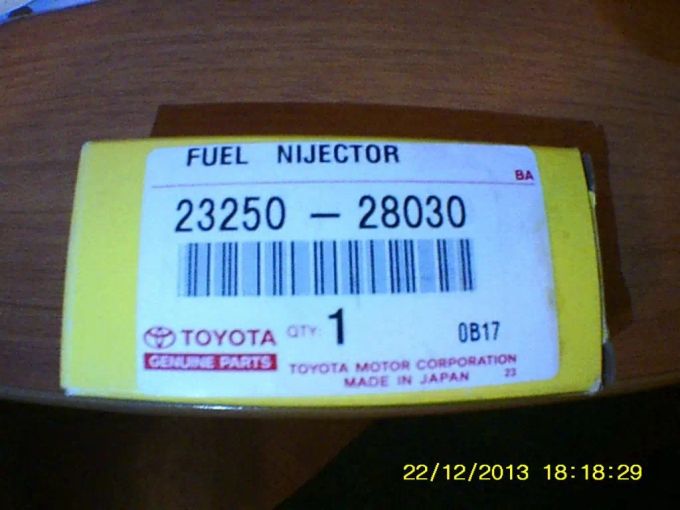 FUEL NIJECTOR
BA
23250 – 28030
QTY: 1
0B17
TOYOTA
GENUINE PARTS
TOYOTA MOTOR CORPORATION
MADE IN JAPAN 23
22/12/2013 18:18:29